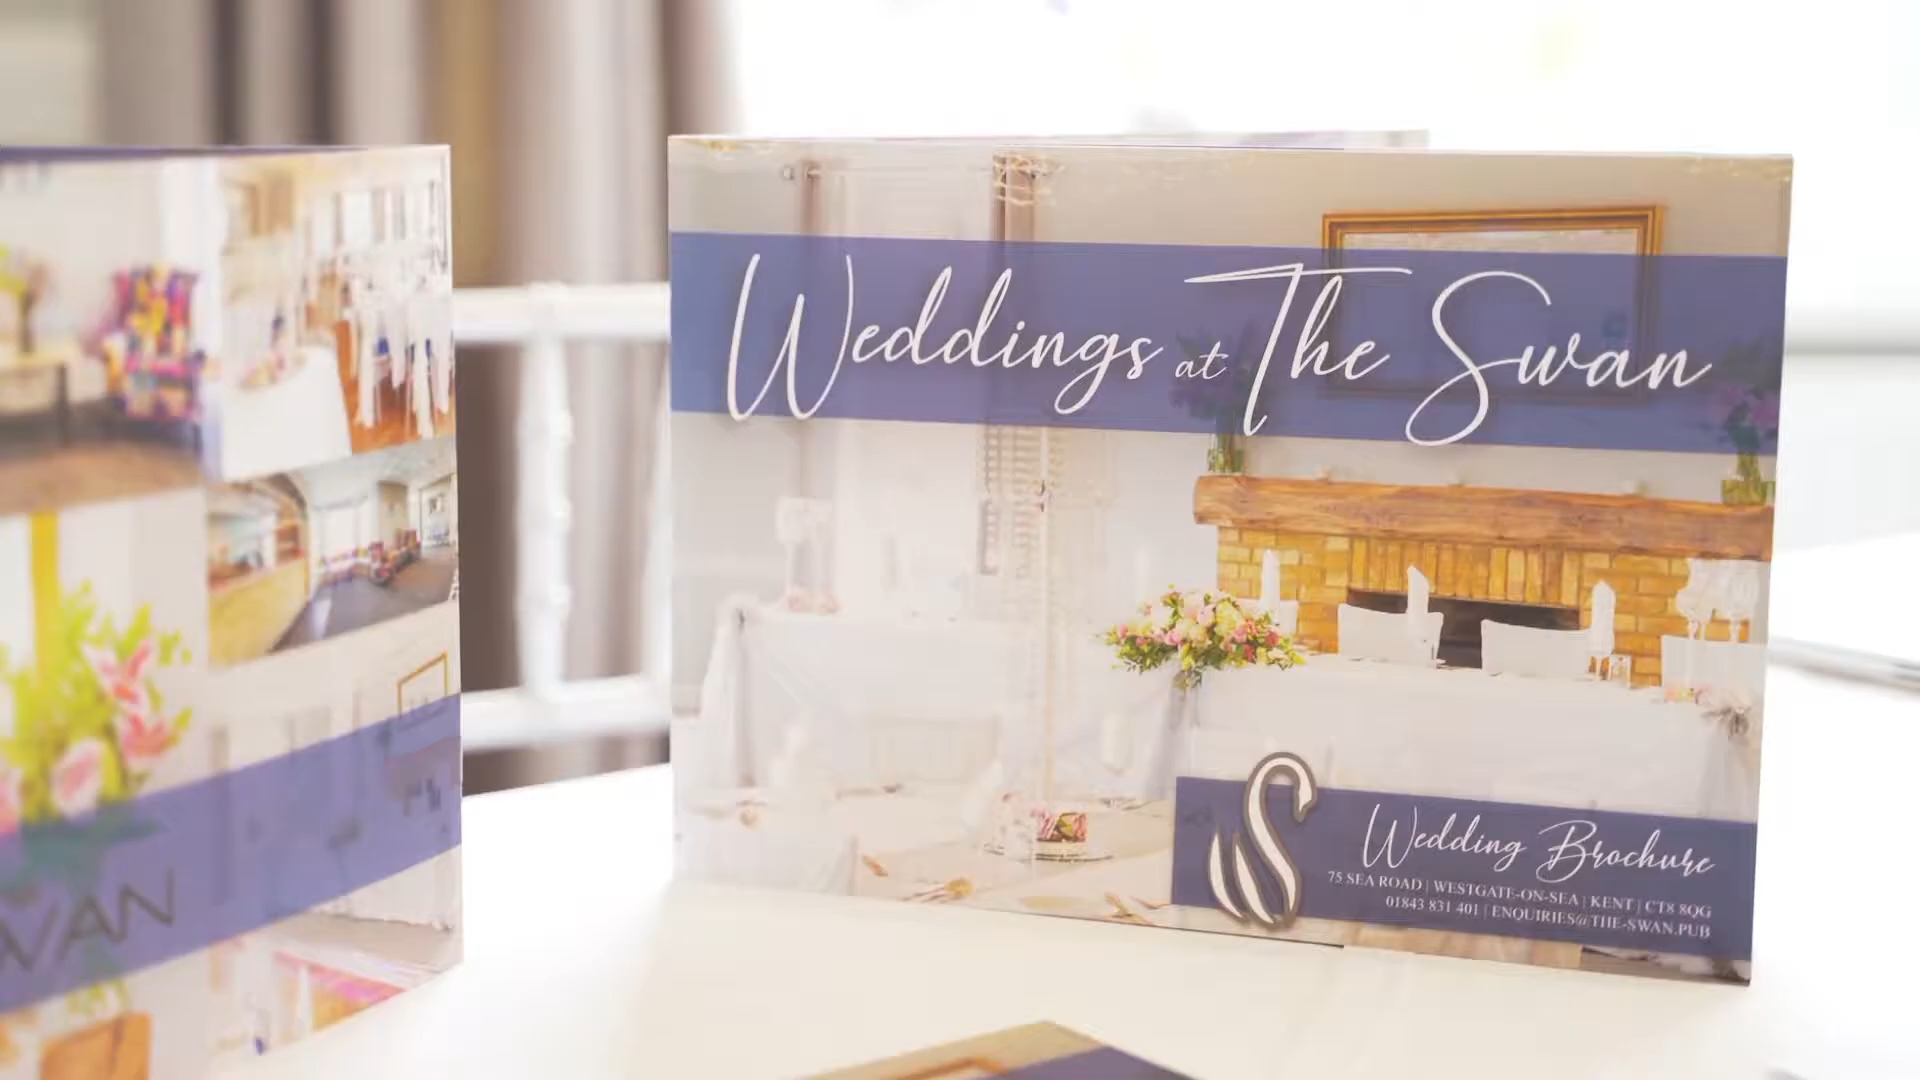 Weddings at The Swan
Wedding Brochure
75 SEA ROAD | WESTGATE-ON-SEA | KENT | CT8 8QG
01843 831 401 | ENQUIRIES@THE-SWAN.PUB